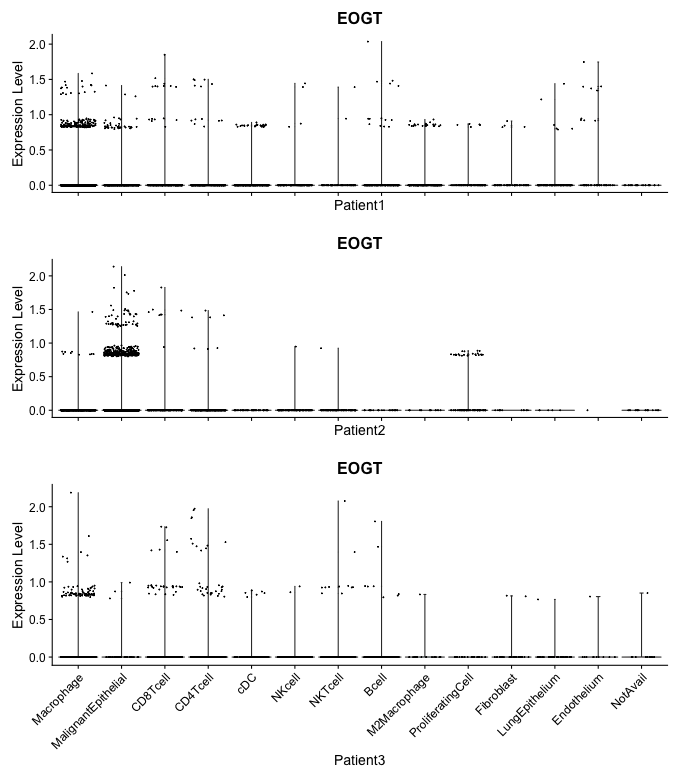 EOGT
Expression Level
2.0
1.5
1.0
0.5
0.0
Patient1
EOGT
Expression Level
2.0
1.5
1.0
0.5
0.0
Patient2
EOGT
Expression Level
2.0
1.5
1.0
0.5
0.0
Macrophage
MalignantEpithelial
CD8Tcell
CD4Tcell
cDC
NKcell
NKTcell
Bcell
M2Macrophage
ProliferatingCell
Fibroblast
LungEpithelium
Endothelium
NotAvail
Patient3